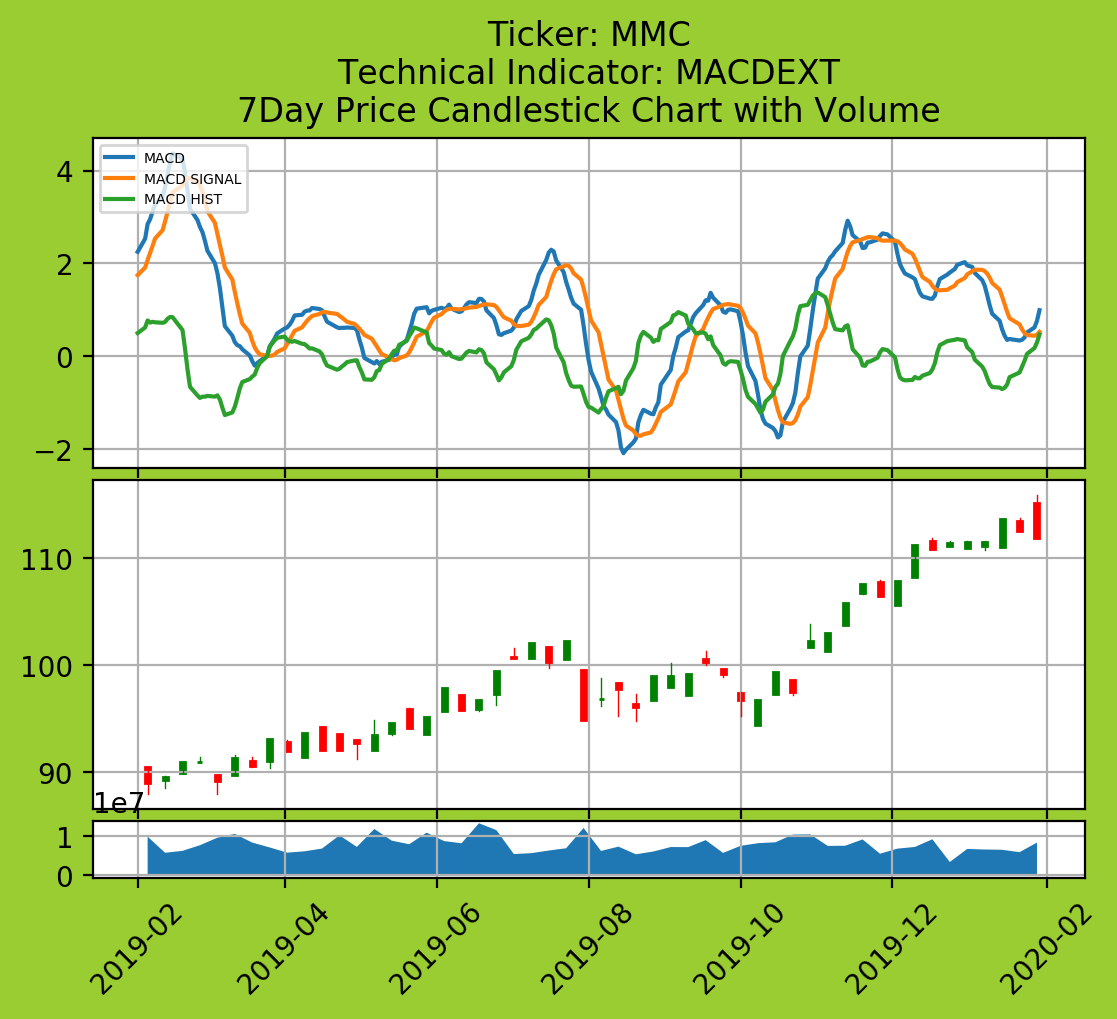 Ticker: MMC
Technical Indicator: MACDEXT
7Day Price Candlestick Chart with Volume
MACD
MACD SIGNAL
MACD HIST
4
2
0
−2
110
100
90
1e7
1
0
2019-02
2019-04
2019-06
2019-08
2019-10
2019-12
2020-02